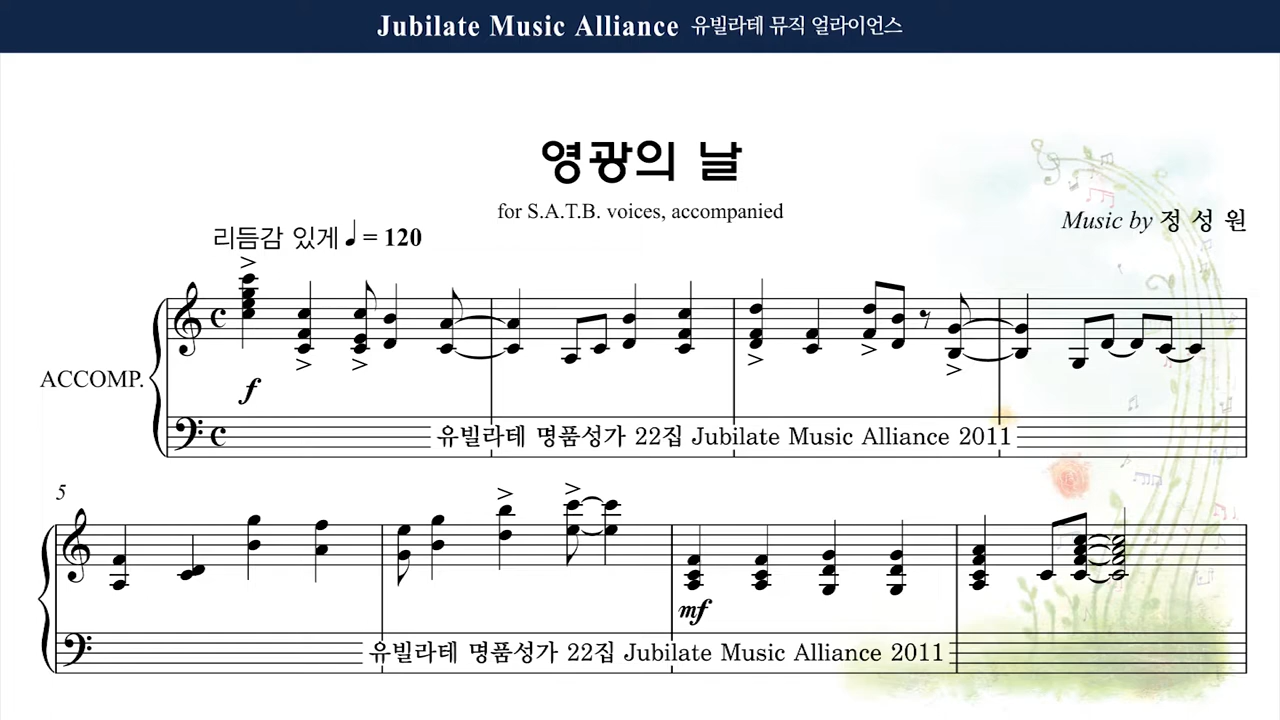 Jubilate Music Alliance 유빌라테 뮤직 얼라이언스
영광의 날
for S.A.T.B. voices, accompanied
Music by 정 성 원
리듬감 있게 ♩ = 120
f
ACCOMP.
유빌라테 명품성가 22집 Jubilate Music Alliance 2011
5
mf
유빌라테 명품성가 22집 Jubilate Music Alliance 2011